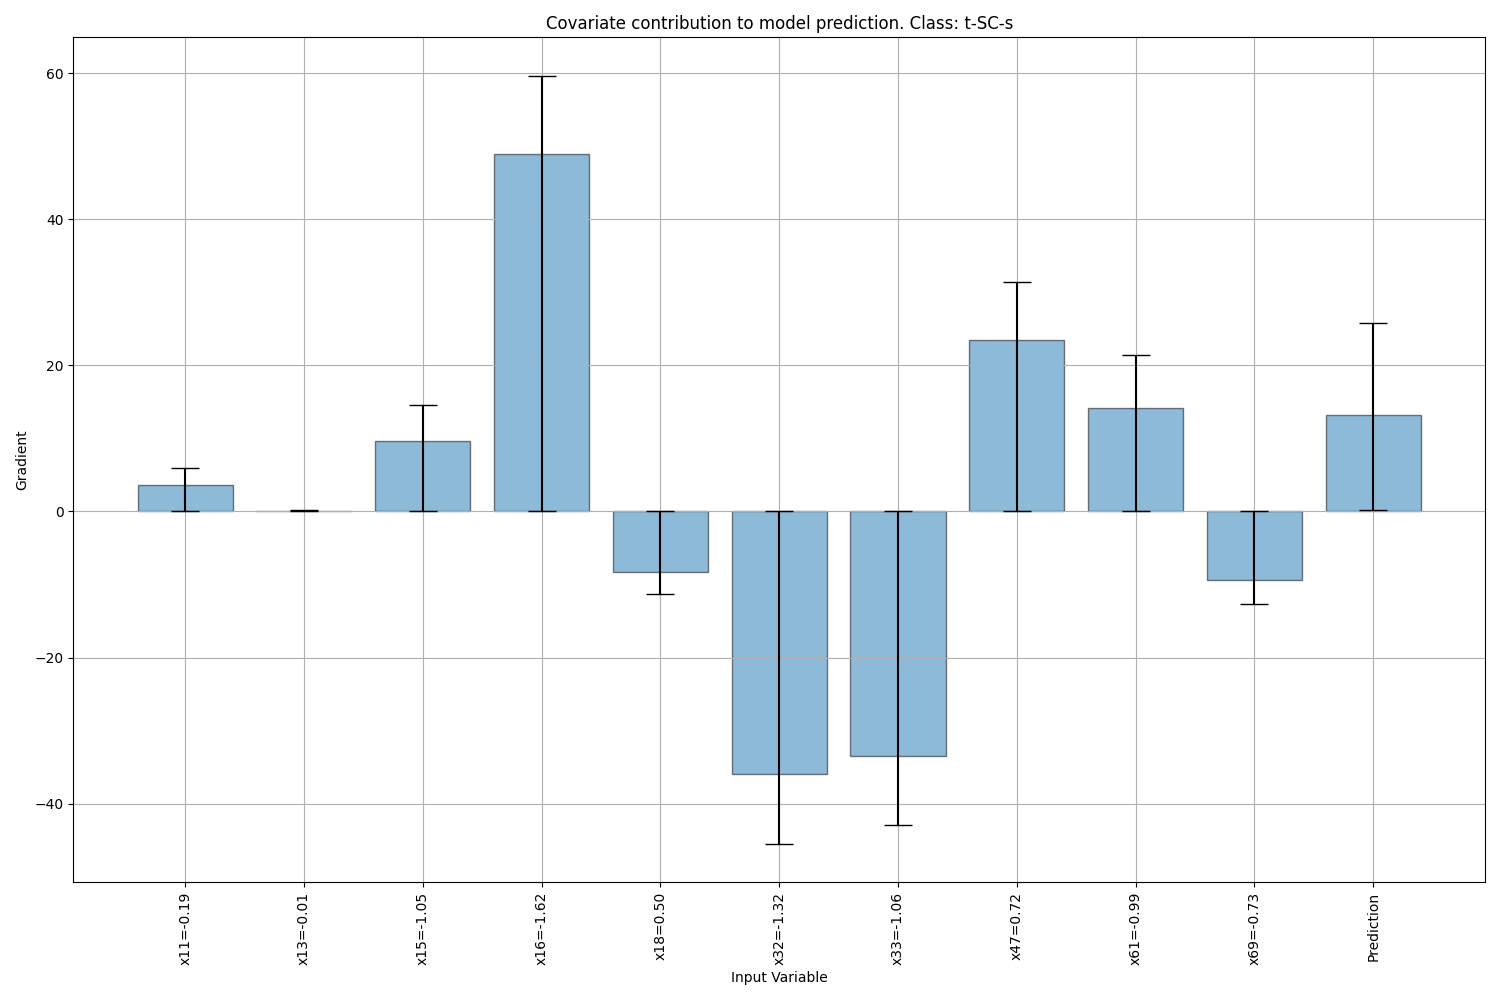 Covariate contribution to model prediction. Class: t-SC-s
60
40
20
0
−20
−40
Gradient
x11=-0.19
x13=-0.01
x15=-1.05
x16=-1.62
x18=0.50
x32=-1.32
x33=-1.06
x47=0.72
x61=-0.99
x69=-0.73
Prediction
Input Variable